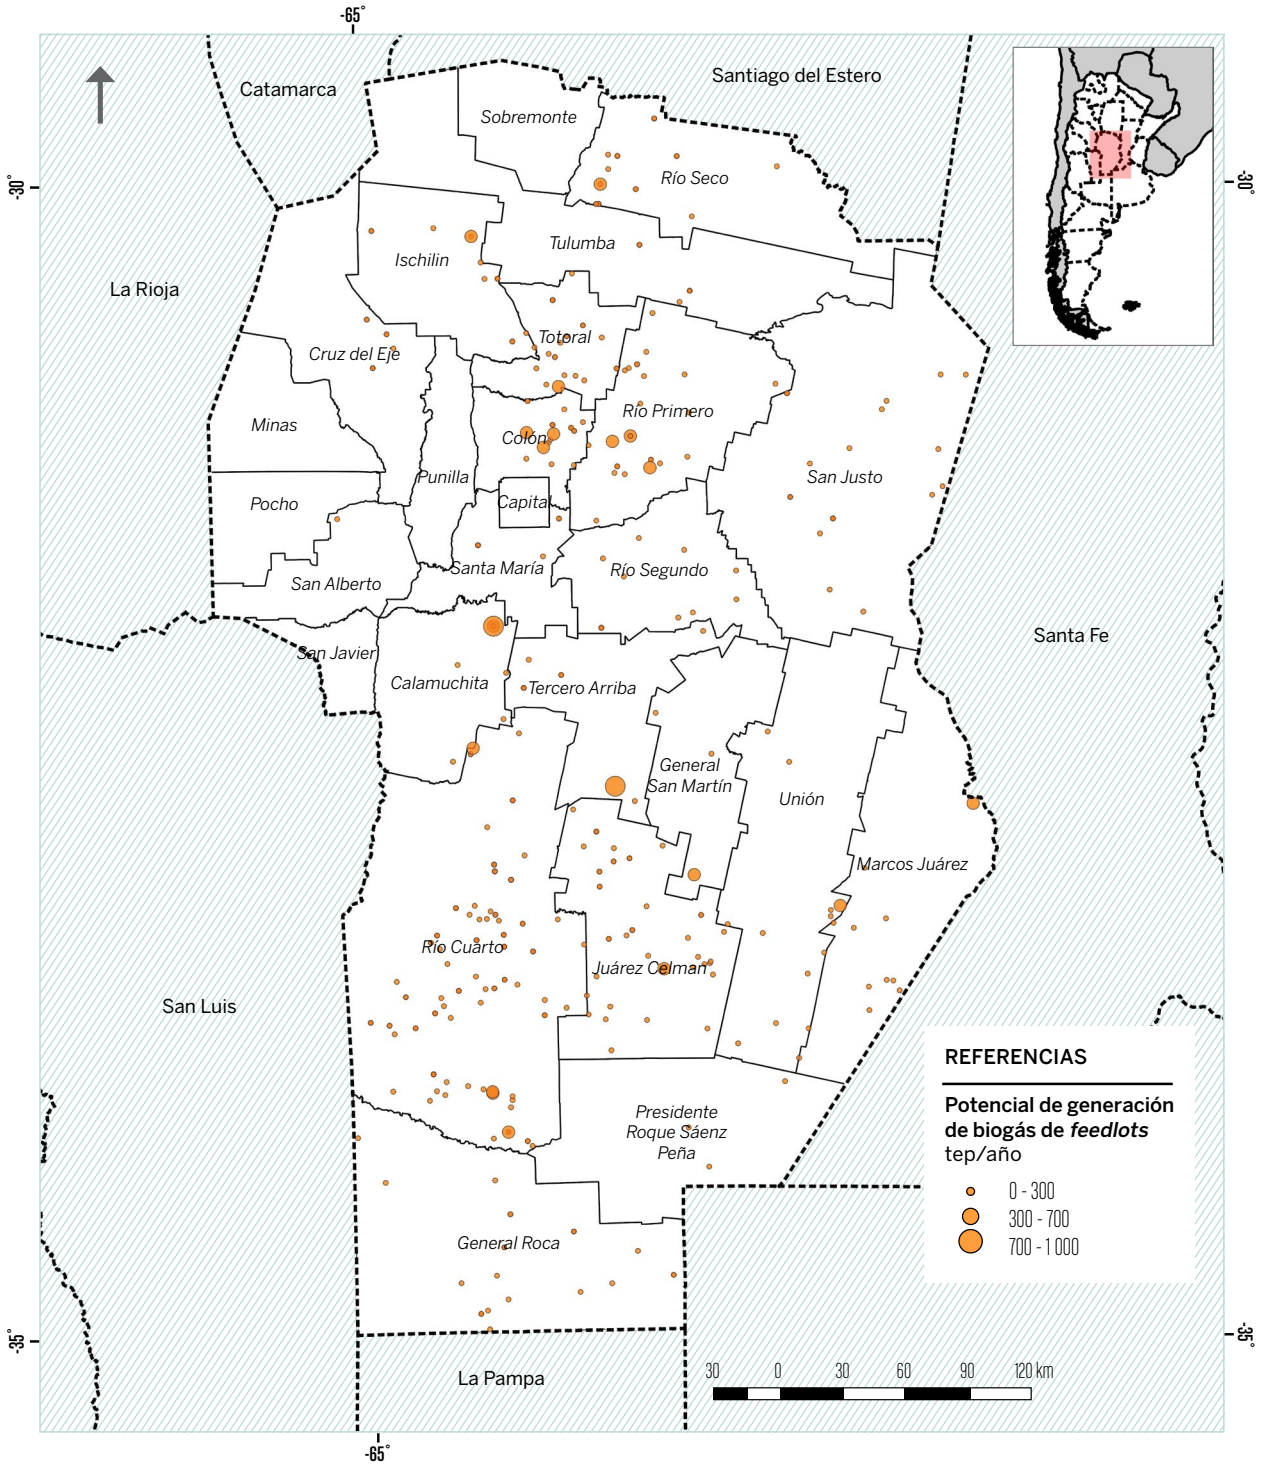 -65°
Catamarca
Santiago del Estero
Sobremonte
Río Seco
-30°
-30°
Tulumba
Ischilin
La Rioja
Totoral
Cruz del Eje
Río Primero
Minas
Colón
Punilla
San Justo
Capital
Pocho
Santa María
Río Segundo
San Alberto
Santa Fe
San Javier
Calamuchita
Tercero Arriba
General
San Martín
Unión
Marcos Juárez
Río Cuarto
Juárez Celman
San Luis
REFERENCIAS
Potencial de generación
de biogás de feedlots
tep/año
0 - 300
300 - 700
700 - 1 000
Presidente
Roque Sáenz
Peña
General Roca
-35°
-35°
La Pampa
30 0 30 60 90 120 km
-65°